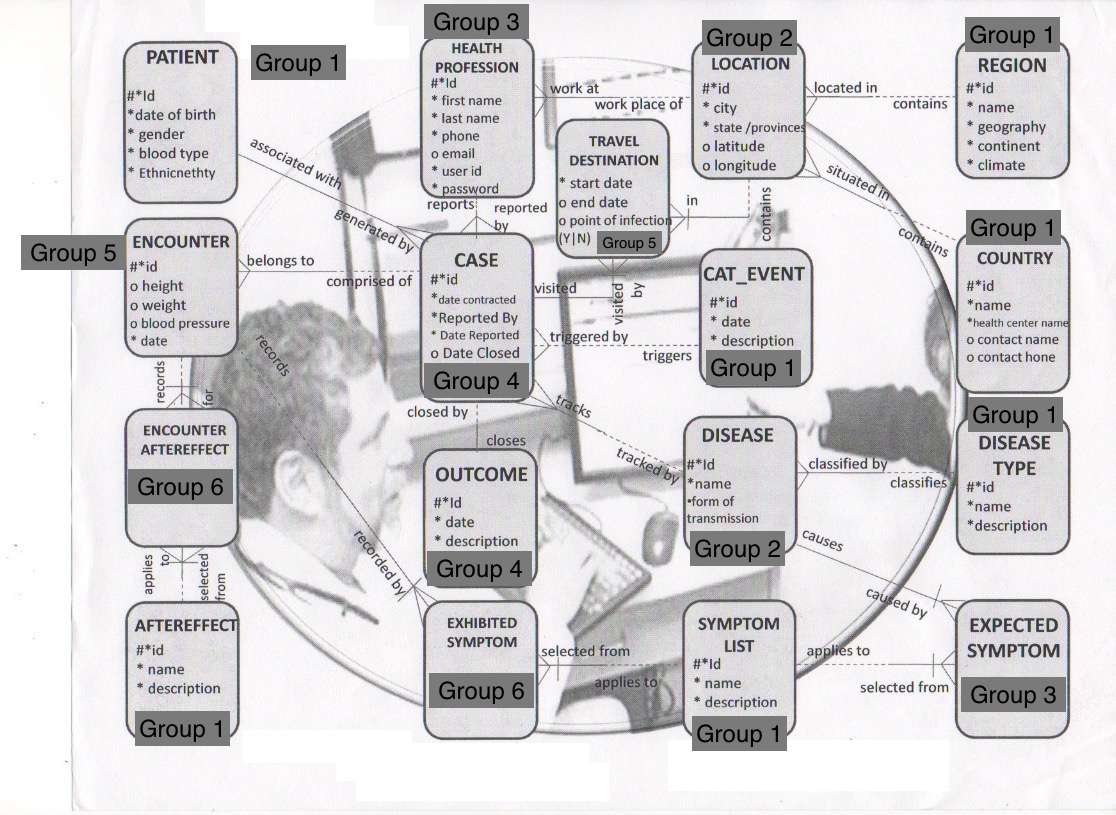 Group 3
HEALTH
PROFESSION
#*Id
* first name
* last name
* phone
o email
* user id
* password
Group 2
LOCATION
#*id
* city
* state /provinces
o latitude
o longitude
Group 1
REGION
#*id
* name
* geography
* continent
* climate
PATIENT
Group 1
#*Id
*date of birth
* gender
* blood type
* Ethnicnethty
work at
work place of
located in
contains
TRAVEL
DESTINATION
* start date
o end date
o point of infection
(Y|N)
Group 5
associated with
generated by
reports
reported
by
in
contains
situated in
contains
Group 5
ENCOUNTER
#*id
o height
o weight
o blood pressure
* date
belongs to
comprised of
CASE
#*id
*date contracted
*Reported By
* Date Reported
o Date Closed
Group 4
visited
visited
by
triggered by
triggers
CAT_EVENT
#*id
* date
* description
Group 1
Group 1
COUNTRY
#*id
*name
*health center name
o contact name
o contact hone
records
records
for
closed by
closes
tracks
tracked by
ENCOUNTER
AFTEREFFECT
Group 6
OUTCOME
#*Id
* date
* description
Group 4
DISEASE
#*Id
*name
•form of
transmission
Group 2
classified by
classifies
Group 1
DISEASE
TYPE
#*id
*name
*description
applies
to
selected
from
recorded by
causes
caused by
AFTEREFFECT
#*id
* name
* description
Group 1
EXHIBITED
SYMPTOM
Group 6
selected from
applies to
SYMPTOM
LIST
#*Id
* name
* description
Group 1
applies to
selected from
EXPECTED
SYMPTOM
Group 3